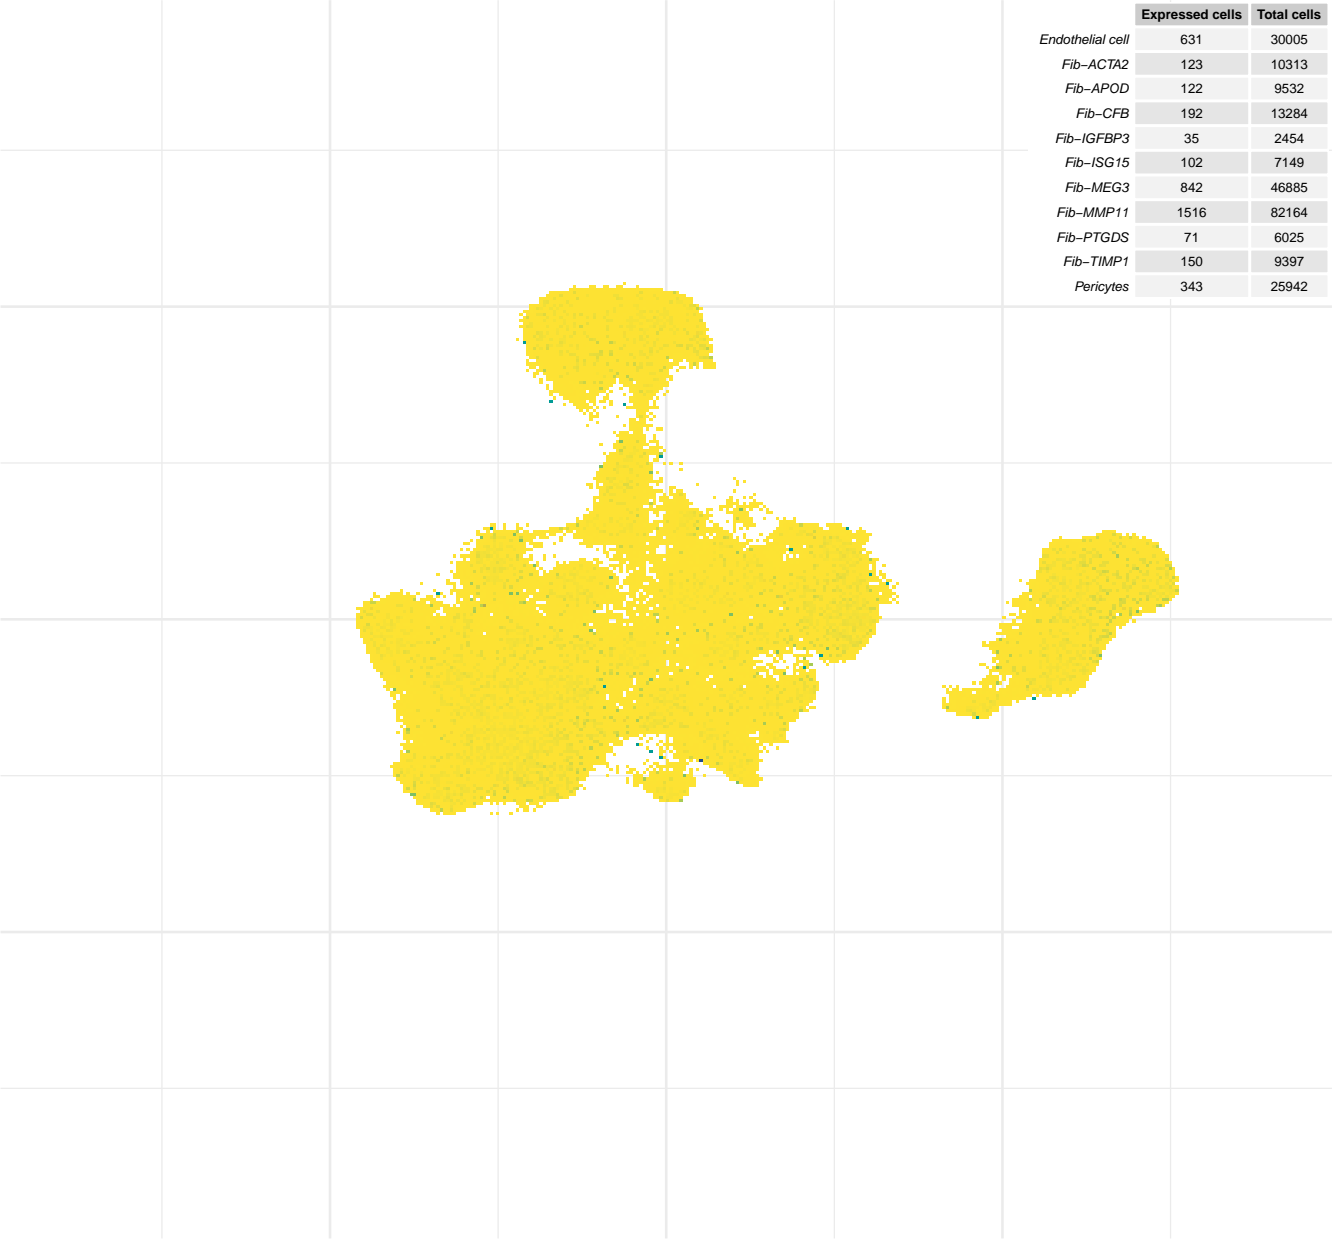 Expressed cells Total cells
Endothelial cell 631 30005
Fib−ACTA2 123 10313
Fib−APOD 122 9532
Fib−CFB 192 13284
Fib−IGFBP3 35 2454
Fib−ISG15 102 7149
Fib−MEG3 842 46885
Fib−MMP11 1516 82164
Fib−PTGDS 71 6025
Fib−TIMP1 150 9397
Pericytes 343 25942